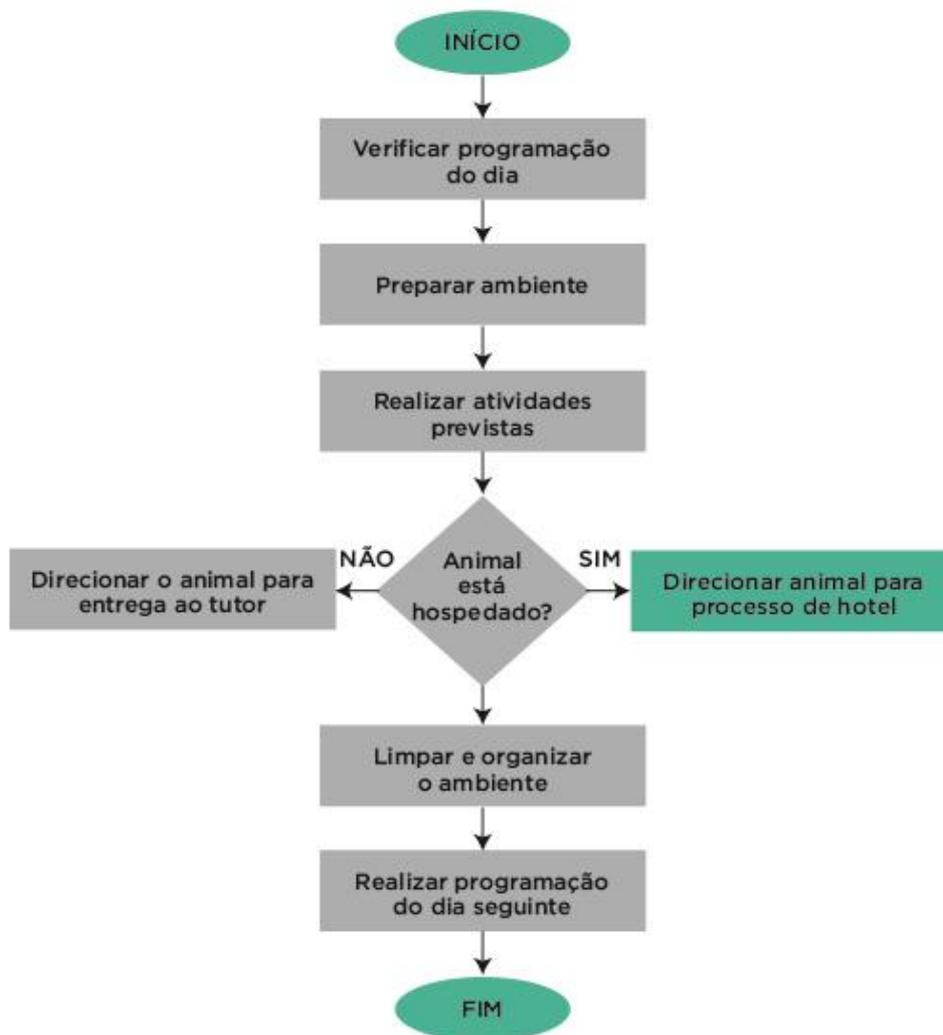 INÍCIO
Verificar programação
do dia
Preparar ambiente
Realizar atividades
previstas
NÃO
Animal
está
hospedado?
SIM
Direcionar o animal para
entrega ao tutor
Direcionar animal para
processo de hotel
Limpar e organizar
o ambiente
Realizar programação
do dia seguinte
FIM